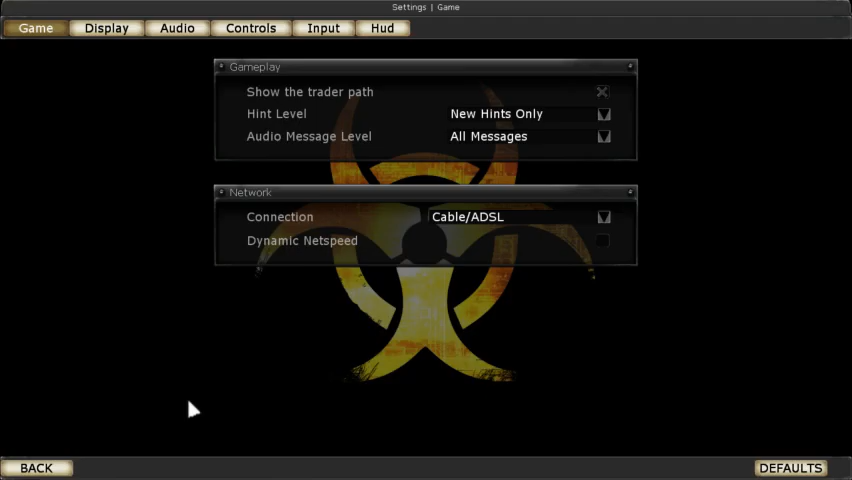 Settings | Game
Game Display Audio Controls Input Hud
Gameplay
Show the trader path
Hint Level New Hints Only
Audio Message Level All Messages
Network
Connection Cable/ADSL
Dynamic Netspeed
BACK DEFAULTS